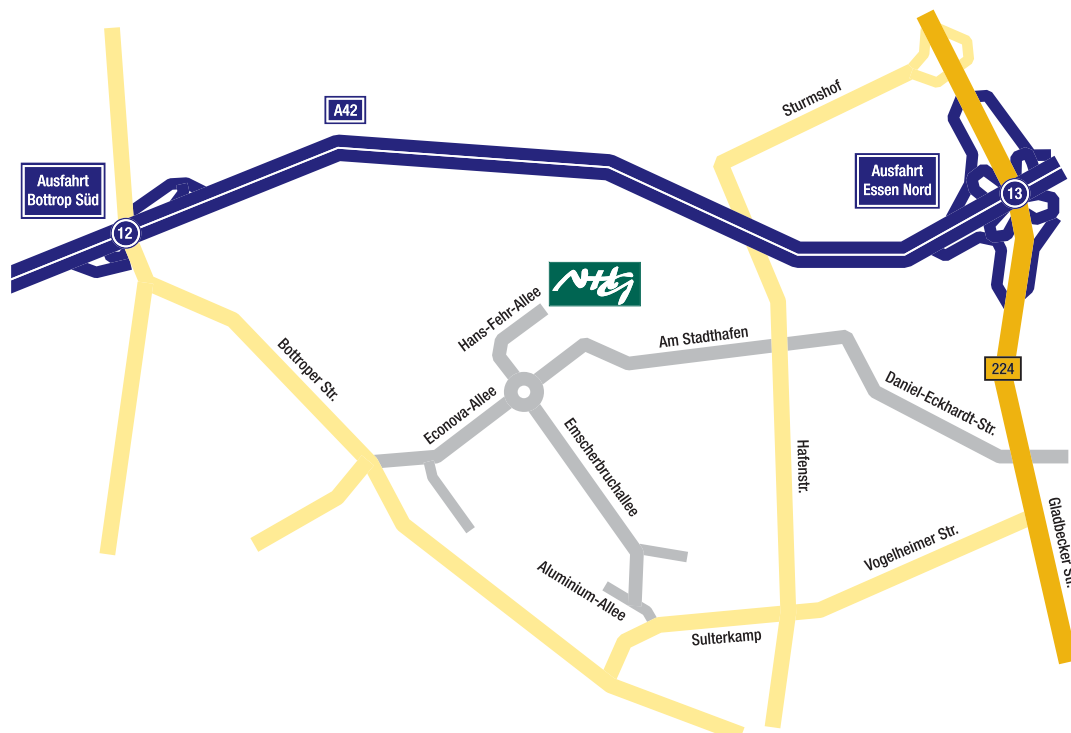 A42
Sturmshof
Ausfahrt
Bottrop Süd
Ausfahrt
Essen Nord
12
13
Hans-Fehr-Allee
Am Stadthafen
Bottroper Str.
224
Econova-Allee
Daniel-Eckhardt-Str.
Emscherbruchallee
Hafenstr.
Gladbecker Str.
Vogelheimer Str.
Aluminium-Allee
Sulterkamp